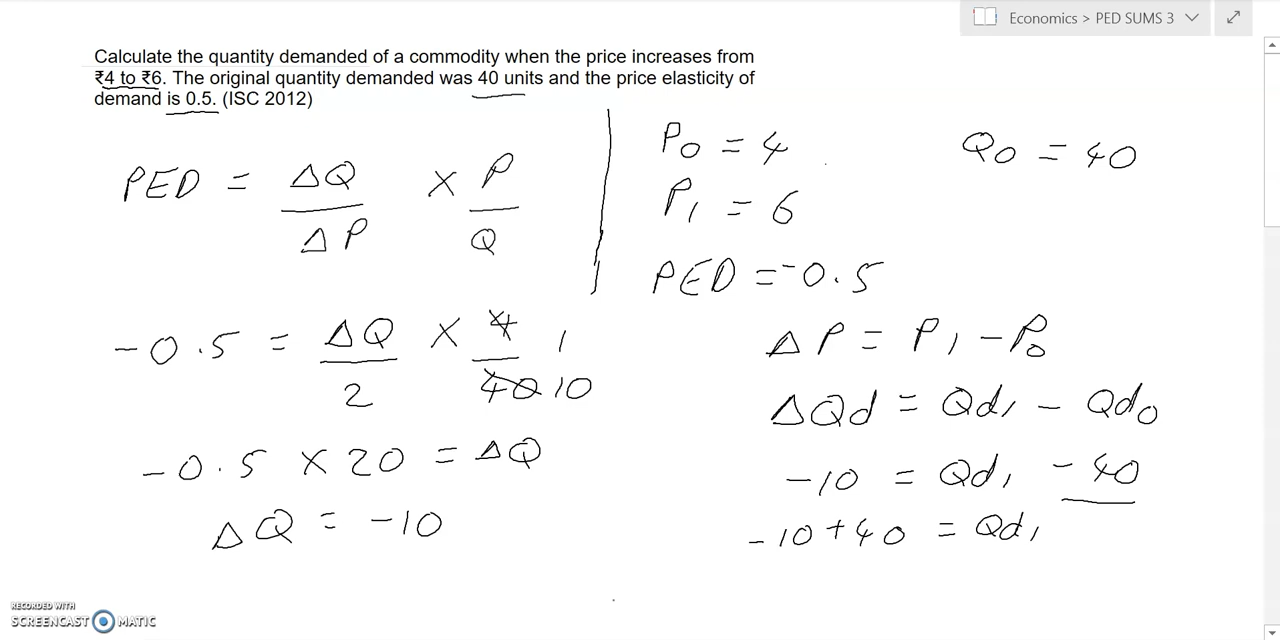 Economics > PED SUMS 3
Calculate the quantity demanded of a commodity when the price increases from
₹4 to ₹6. The original quantity demanded was 40 units and the price elasticity of
demand is 0.5. (ISC 2012)
PED = ΔQ/ΔP × P/Q
-0.5 = ΔQ/2 × 4/40 1/10
-0.5 × 20 = ΔQ
ΔQ = -10
P0 = 4
Q0 = 40
P1 = 6
PED = -0.5
ΔP = P1 - P0
ΔQd = Qd1 - Qd0
-10 = Qd1 - 40
-10 + 40 = Qd1
RECORDED WITH
SCREENCAST MATIC